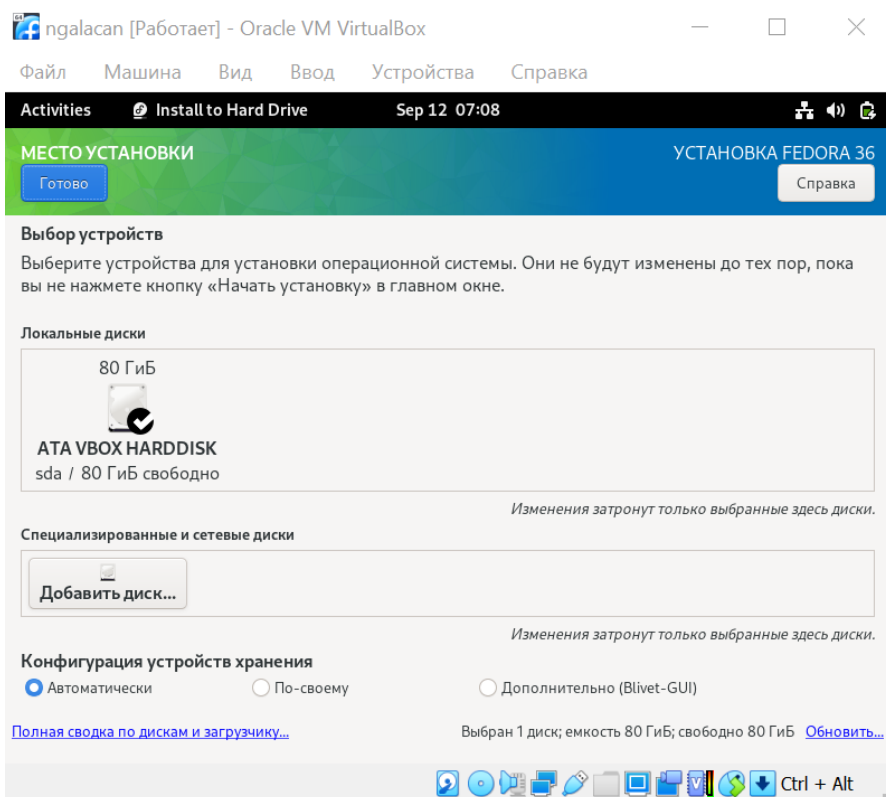 64
ngalacan [Работает] - Oracle VM VirtualBox
Файл Машина Вид Ввод Устройства Справка
Activities Install to Hard Drive Sep 12 07:08
МЕСТО УСТАНОВКИ УСТАНОВКА FEDORA 36
Готово Справка
Выбор устройств
Выберите устройства для установки операционной системы. Они не будут изменены до тех пор, пока
вы не нажмете кнопку «Начать установку» в главном окне.
Локальные диски
80 ГиБ
ATA VBOX HARDDISK
sda / 80 ГиБ свободно
Изменения затронут только выбранные здесь диски.
Специализированные и сетевые диски
Добавить диск...
Изменения затронут только выбранные здесь диски.
Конфигурация устройств хранения
Автоматически По-своему Дополнительно (Blivet-GUI)
Полная сводка по дискам и загрузчику... Выбран 1 диск; емкость 80 ГиБ; свободно 80 ГиБ Обновить...
Ctrl + Alt